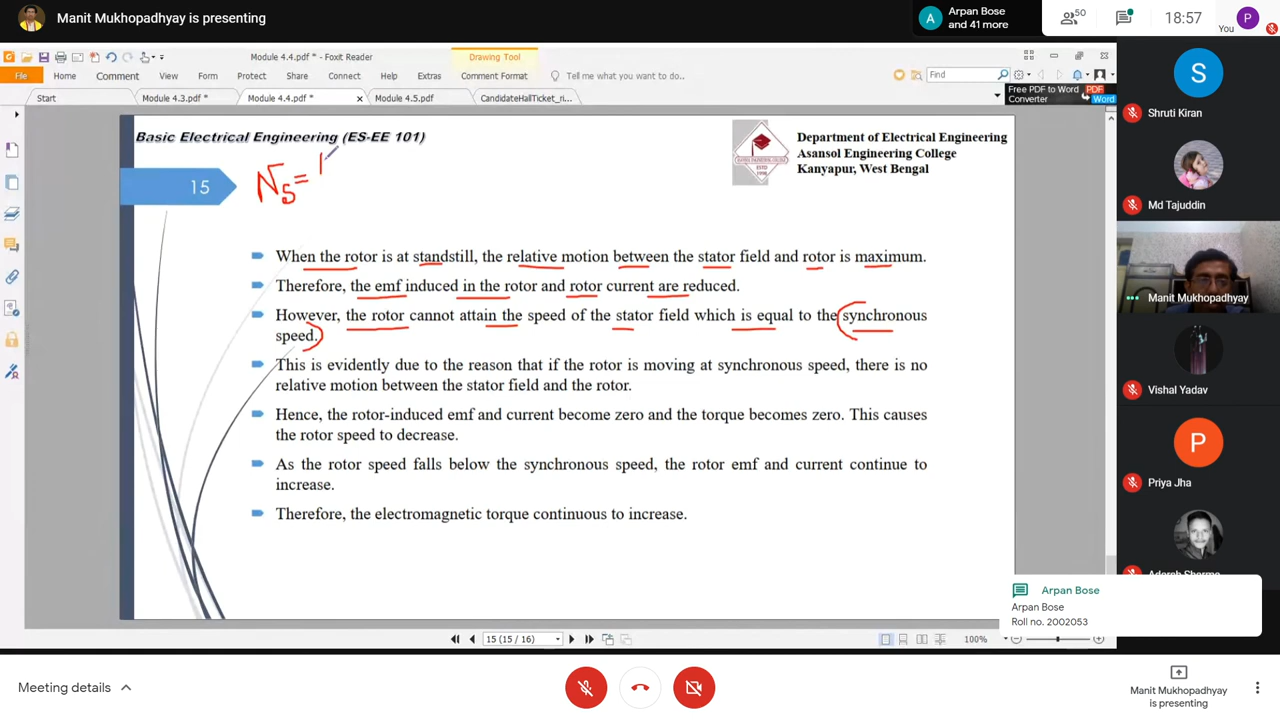 Manit Mukhopadhyay is presenting
A
Arpan Bose
and 41 more
50
18:57
You
P
Module 4.4.pdf * - Foxit Reader
Drawing Tool
File
Home
Comment
View
Form
Protect
Share
Connect
Help
Extras
Comment Format
Tell me what you want to do...
Find
Start
Module 4.3.pdf *
Module 4.4.pdf *
Module 4.5.pdf
CandidateHallTicket_ri...
Free PDF to Word
Converter
PDF
Word
Basic Electrical Engineering (ES-EE 101)
Department of Electrical Engineering
Asansol Engineering College
Kanyapur, West Bengal
15
NS = 1
When the rotor is at standstill, the relative motion between the stator field and rotor is maximum.
Therefore, the emf induced in the rotor and rotor current are reduced.
However, the rotor cannot attain the speed of the stator field which is equal to the synchronous
speed.
This is evidently due to the reason that if the rotor is moving at synchronous speed, there is no
relative motion between the stator field and the rotor.
Hence, the rotor-induced emf and current become zero and the torque becomes zero. This causes
the rotor speed to decrease.
As the rotor speed falls below the synchronous speed, the rotor emf and current continue to
increase.
Therefore, the electromagnetic torque continuous to increase.
15 (15 / 16)
100%
S
Shruti Kiran
Md Tajuddin
Manit Mukhopadhyay
Vishal Yadav
P
Priya Jha
Arpan Bose
Arpan Bose
Roll no. 2002053
Meeting details
Manit Mukhopadhyay
is presenting